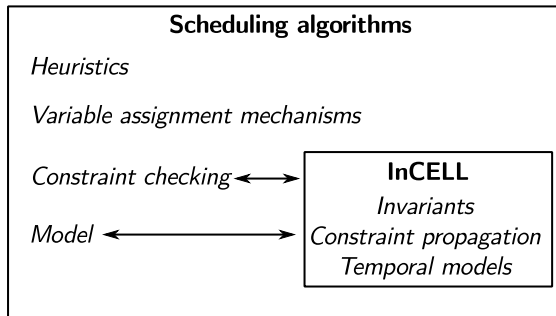 Scheduling algorithms
Heuristics
Variable assignment mechanisms
Constraint checking
Model
InCELL
Invariants
Constraint propagation
Temporal models